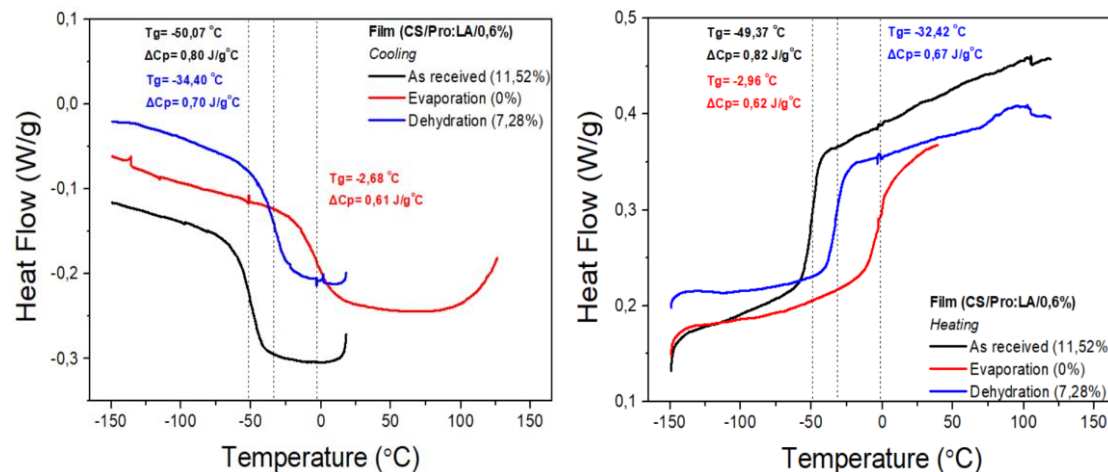 Tg= -50,07 °C
ΔCp= 0,80 J/g°C
Tg= -34,40 °C
ΔCp= 0,70 J/g°C
Film (CS/Pro:LA/0,6%)
Cooling
As received (11,52%)
Evaporation (0%)
Dehydration (7,28%)
Tg= -2,68 °C
ΔCp= 0,61 J/g°C
0,1
0,0
-0,1
-0,2
-0,3
Heat Flow (W/g)
-150 -100 -50 0 50 100 150
Temperature (°C)
Tg= -49,37 °C
ΔCp= 0,82 J/g°C
Tg= -2,96 °C
ΔCp= 0,62 J/g°C
Tg= -32,42 °C
ΔCp= 0,67 J/g°C
Film (CS/Pro:LA/0,6%)
Heating
As received (11,52%)
Evaporation (0%)
Dehydration (7,28%)
0,5
0,4
0,3
0,2
0,1
Heat Flow (W/g)
-150 -100 -50 0 50 100 150
Temperature (°C)